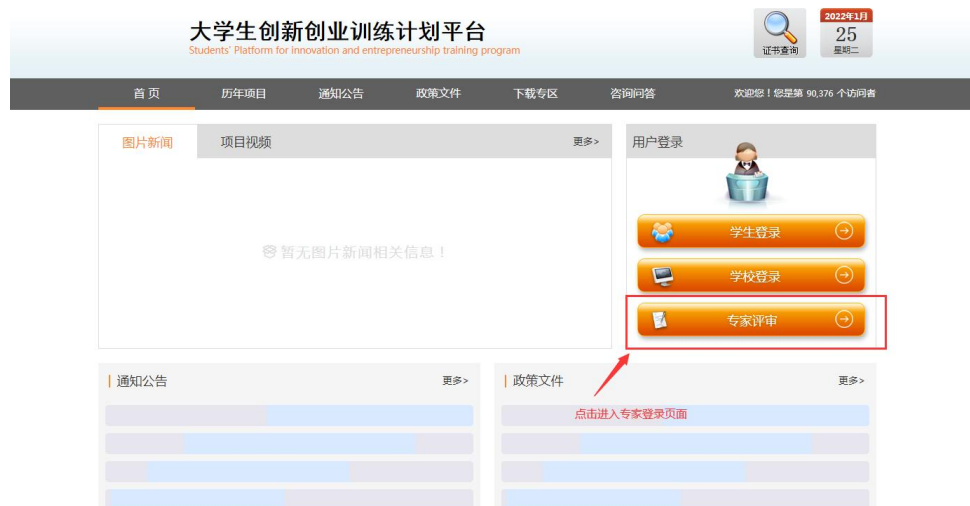 大学生创新创业训练计划平台
Students' Platform for innovation and entrepreneurship training program
证书查询
2022年1月
25
星期二
首页 历年项目 通知公告 政策文件 下载专区 咨询问答 欢迎您！您是第 90,376 个访问者
图片新闻 项目视频 更多>
暂无图片新闻相关信息！
用户登录
学生登录
学校登录
专家评审
通知公告 更多>
政策文件 更多>
点击进入专家登录页面